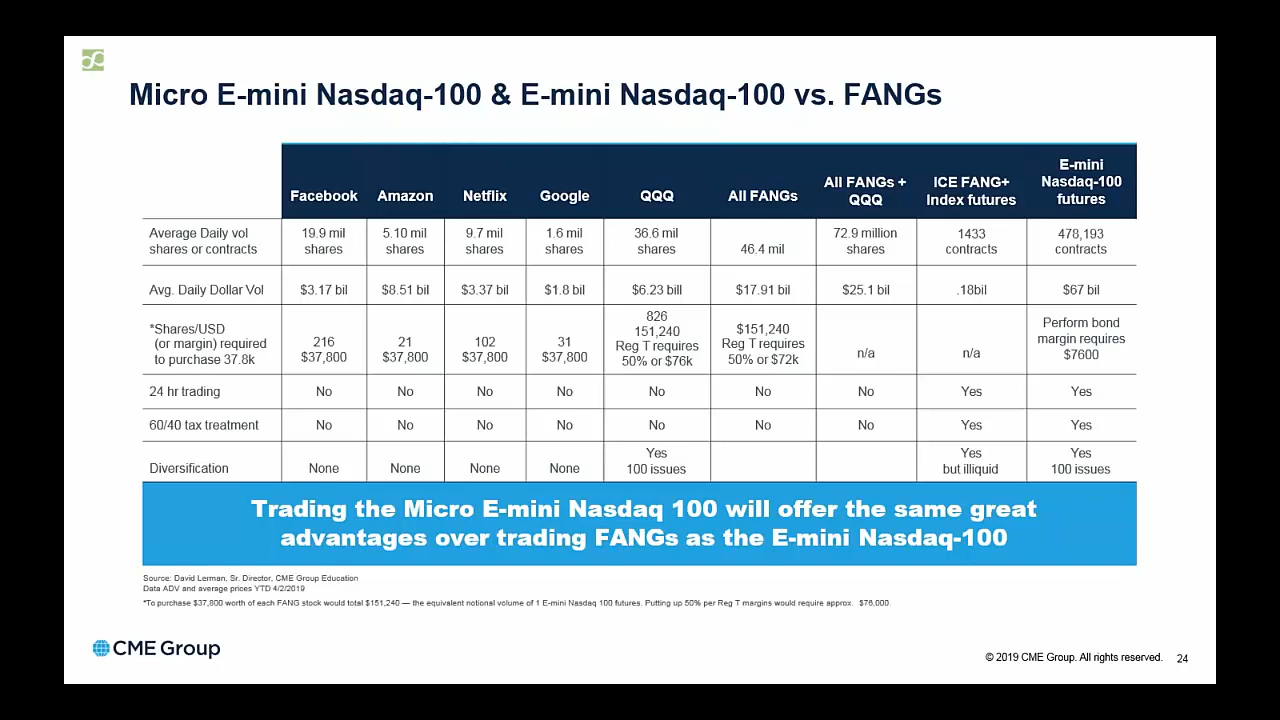 Micro E-mini Nasdaq-100 & E-mini Nasdaq-100 vs. FANGs
Facebook Amazon Netflix Google QQQ All FANGs All FANGs + QQQ ICE FANG+ Index futures E-mini Nasdaq-100 futures
Average Daily vol shares or contracts 19.9 mil shares 5.10 mil shares 9.7 mil shares 1.6 mil shares 36.6 mil shares 46.4 mil 72.9 million shares 1433 contracts 478,193 contracts
Avg. Daily Dollar Vol $3.17 bil $8.51 bil $3.37 bil $1.8 bil $6.23 bill $17.91 bil $25.1 bil .18bil $67 bil
*Shares/USD (or margin) required to purchase 37.8k 216 $37,800 21 $37,800 102 $37,800 31 $37,800 826 151,240 Reg T requires 50% or $76k $151,240 Reg T requires 50% or $72k n/a n/a Perform bond margin requires $7600
24 hr trading No No No No No No No Yes Yes
60/40 tax treatment No No No No No No No Yes Yes
Diversification None None None None Yes 100 issues Yes but illiquid Yes 100 issues
Trading the Micro E-mini Nasdaq 100 will offer the same great
advantages over trading FANGs as the E-mini Nasdaq-100
Source: David Lerman, Sr. Director, CME Group Education
Data ADV and average prices YTD 4/2/2019
*To purchase $37,800 worth of each FANG stock would total $151,240 — the equivalent notional volume of 1 E-mini Nasdaq 100 futures. Putting up 50% per Reg T margins would require approx. $76,000.
CME Group
© 2019 CME Group. All rights reserved. 24